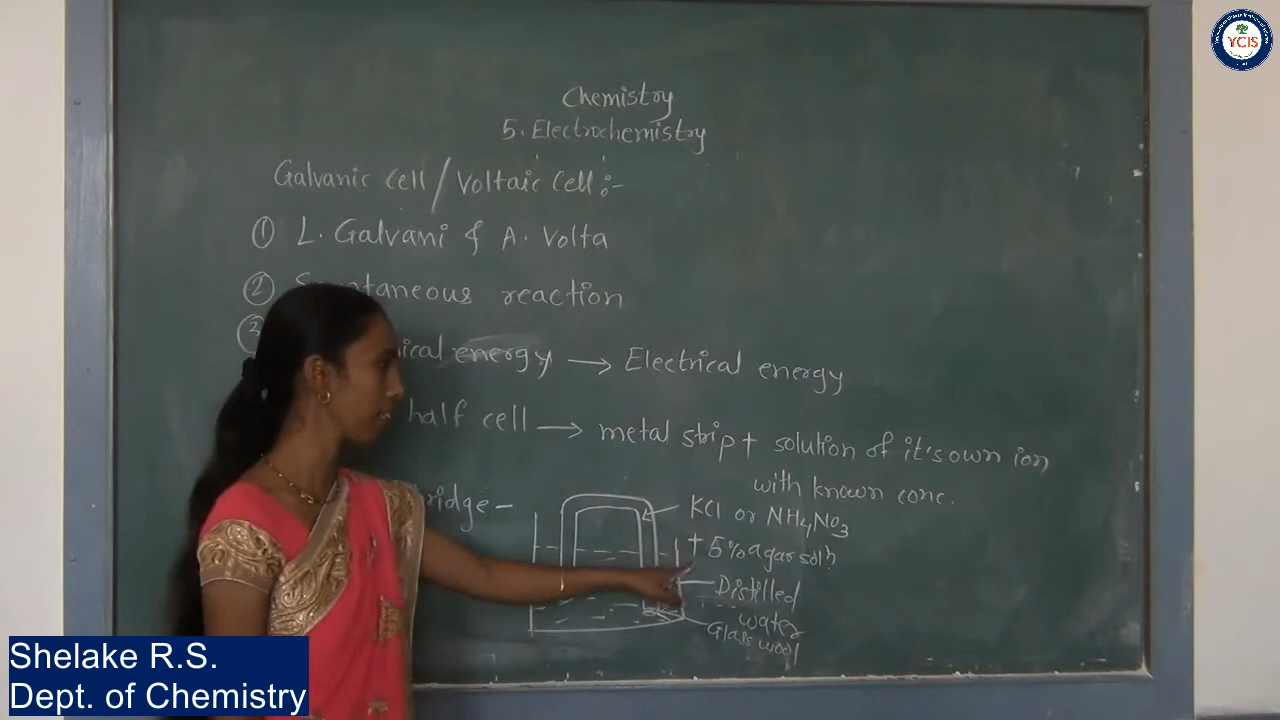 YCIS
Chemistry
5. Electrochemistry
Galvanic cell / Voltaic Cell :-
① L. Galvani & A. Volta
② taneous reaction
③
ical energy → Electrical energy
half cell → metal strip + solution of it's own ion
with known conc.
ridge -
KCl or NH4NO3
+ 5% agar soln
Distilled
water
Glass wool
Shelake R.S.
Dept. of Chemistry